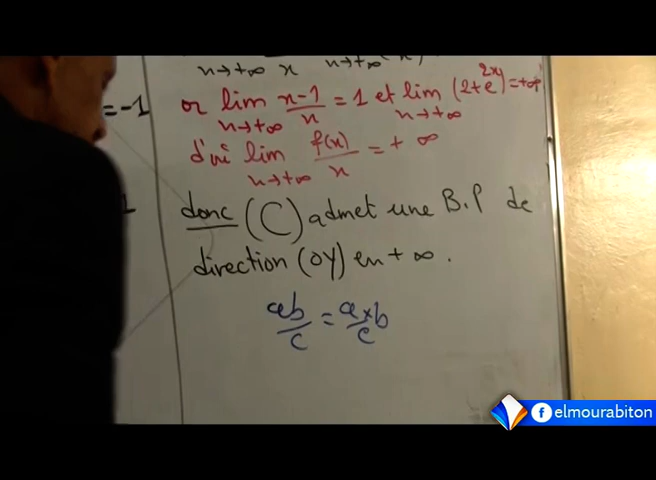 n→+∞ x n→+∞
= -1
or lim x-1/x = 1 et lim (2+e^2x) = +∞
n→+∞ n→+∞
d'où lim f(x)/x = + ∞
n→+∞
donc (C) admet une B.P de
direction (OY) en + ∞.
ab/c = a/c × b
elmourabiton